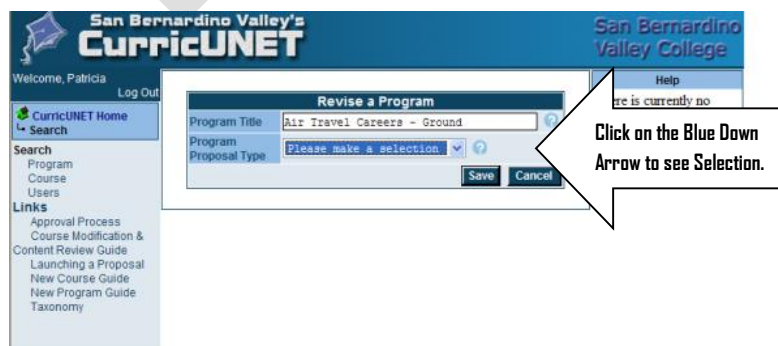 San Bernardino Valley's
CurricUNET
San Bernardino
Valley College
Welcome, Patricia
Log Out
CurricUNET Home
Search
Search
Program
Course
Users
Links
Approval Process
Course Modification &
Content Review Guide
Launching a Proposal
New Course Guide
New Program Guide
Taxonomy
Revise a Program
Program Title
Air Travel Careers - Ground
Program
Proposal Type
Please make a selection
Save
Cancel
Help
is currently no
Click on the Blue Down
Arrow to see Selection.